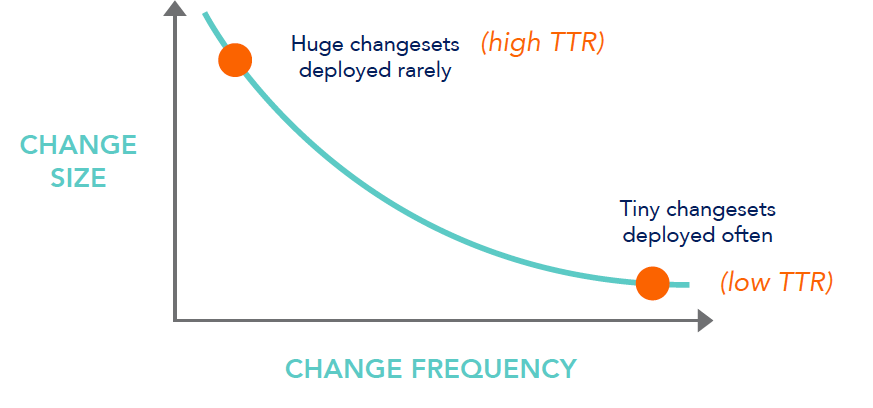 Huge changesets
deployed rarely
(high TTR)
CHANGE
SIZE
Tiny changesets
deployed often
(low TTR)
CHANGE FREQUENCY